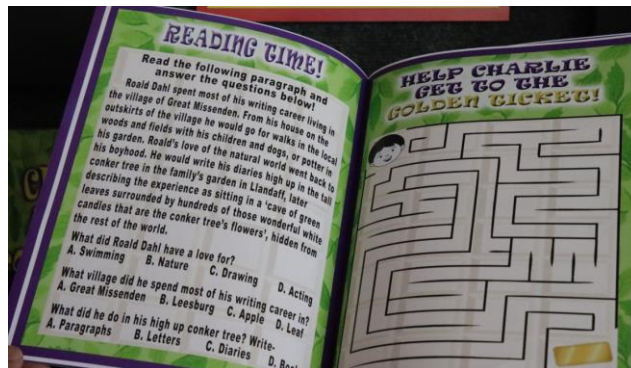 READING TIME!
Read the following paragraph and
answer the questions below!
Roald Dahl spent most of his writing career living in
the village of Great Missenden. From his house on the
outskirts of the village he would go for walks in the local
woods and fields with his children and dogs, or potter in
his garden. Roald's love of the natural world went back to
his boyhood. He would write his diaries high up in the tall
conker tree in the family's garden in Llandaff, later
describing the experience as sitting in a 'cave of green
leaves surrounded by hundreds of those wonderful white
candles that are the conker tree's flowers', hidden from
the rest of the world.
What did Roald Dahl have a love for?
A. Swimming B. Nature C. Drawing D. Acting
What village did he spend most of his writing career in?
A. Great Missenden B. Leesburg C. Apple D. Leaf
What did he do in his high up conker tree? Write-
A. Paragraphs B. Letters C. Diaries D.
HELP CHARLIE
GET TO THE
GOLDEN TICKET!